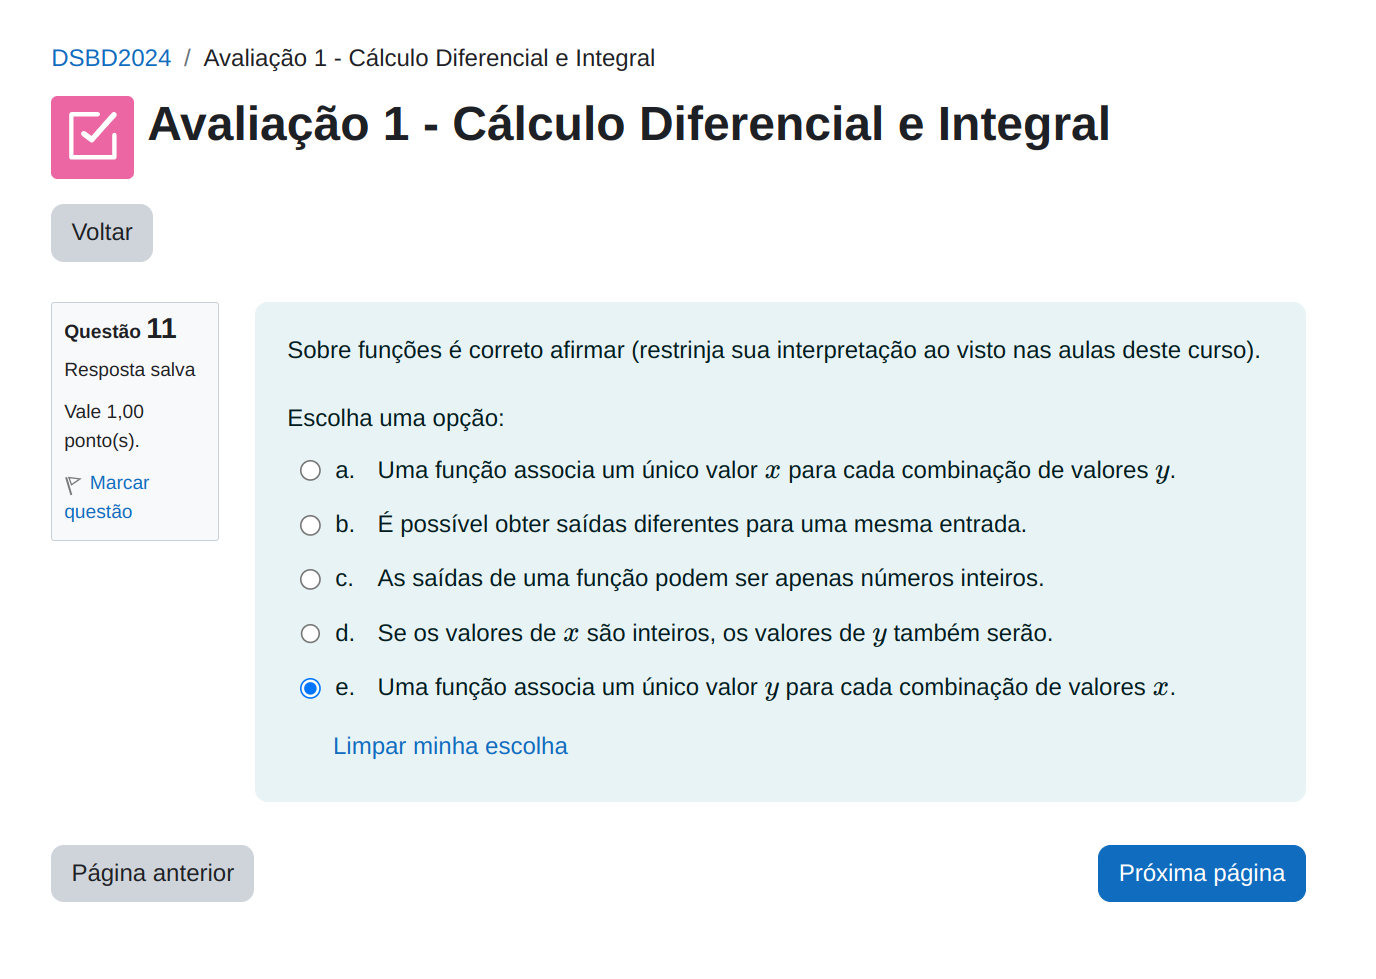 DSBD2024 / Avaliação 1 - Cálculo Diferencial e Integral
Avaliação 1 - Cálculo Diferencial e Integral
Voltar
Questão 11
Resposta salva
Vale 1,00
ponto(s).
Marcar
questão
Sobre funções é correto afirmar (restrinja sua interpretação ao visto nas aulas deste curso).
Escolha uma opção:
a. Uma função associa um único valor x para cada combinação de valores y.
b. É possível obter saídas diferentes para uma mesma entrada.
c. As saídas de uma função podem ser apenas números inteiros.
d. Se os valores de x são inteiros, os valores de y também serão.
e. Uma função associa um único valor y para cada combinação de valores x.
Limpar minha escolha
Página anterior
Próxima página